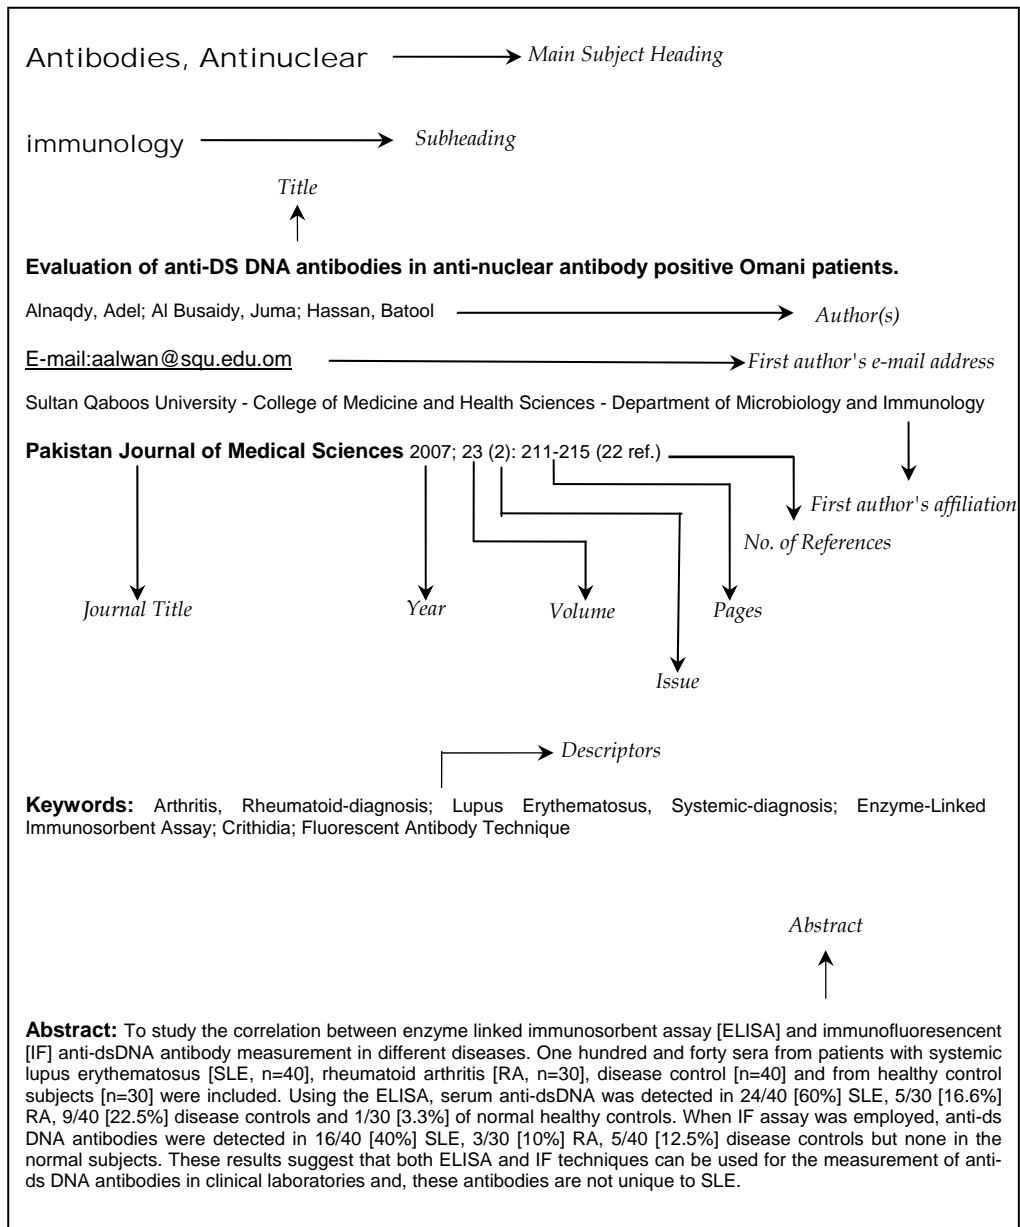 Antibodies, Antinuclear Main Subject Heading
immunology Subheading
Title
Evaluation of anti-DS DNA antibodies in anti-nuclear antibody positive Omani patients.
Alnaqdy, Adel; Al Busaidy, Juma; Hassan, Batool Author(s)
E-mail:aalwan@squ.edu.om First author's e-mail address
Sultan Qaboos University - College of Medicine and Health Sciences - Department of Microbiology and Immunology
Pakistan Journal of Medical Sciences 2007; 23 (2): 211-215 (22 ref.)
First author's affiliation
No. of References
Journal Title Year Volume Pages
Issue
Descriptors
Keywords: Arthritis, Rheumatoid-diagnosis; Lupus Erythematosus, Systemic-diagnosis; Enzyme-Linked
Immunosorbent Assay; Crithidia; Fluorescent Antibody Technique
Abstract
Abstract: To study the correlation between enzyme linked immunosorbent assay [ELISA] and immunofluoresencent
[IF] anti-dsDNA antibody measurement in different diseases. One hundred and forty sera from patients with systemic
lupus erythematosus [SLE, n=40], rheumatoid arthritis [RA, n=30], disease control [n=40] and from healthy control
subjects [n=30] were included. Using the ELISA, serum anti-dsDNA was detected in 24/40 [60%] SLE, 5/30 [16.6%]
RA, 9/40 [22.5%] disease controls and 1/30 [3.3%] of normal healthy controls. When IF assay was employed, anti-ds
DNA antibodies were detected in 16/40 [40%] SLE, 3/30 [10%] RA, 5/40 [12.5%] disease controls but none in the
normal subjects. These results suggest that both ELISA and IF techniques can be used for the measurement of anti-
ds DNA antibodies in clinical laboratories and, these antibodies are not unique to SLE.